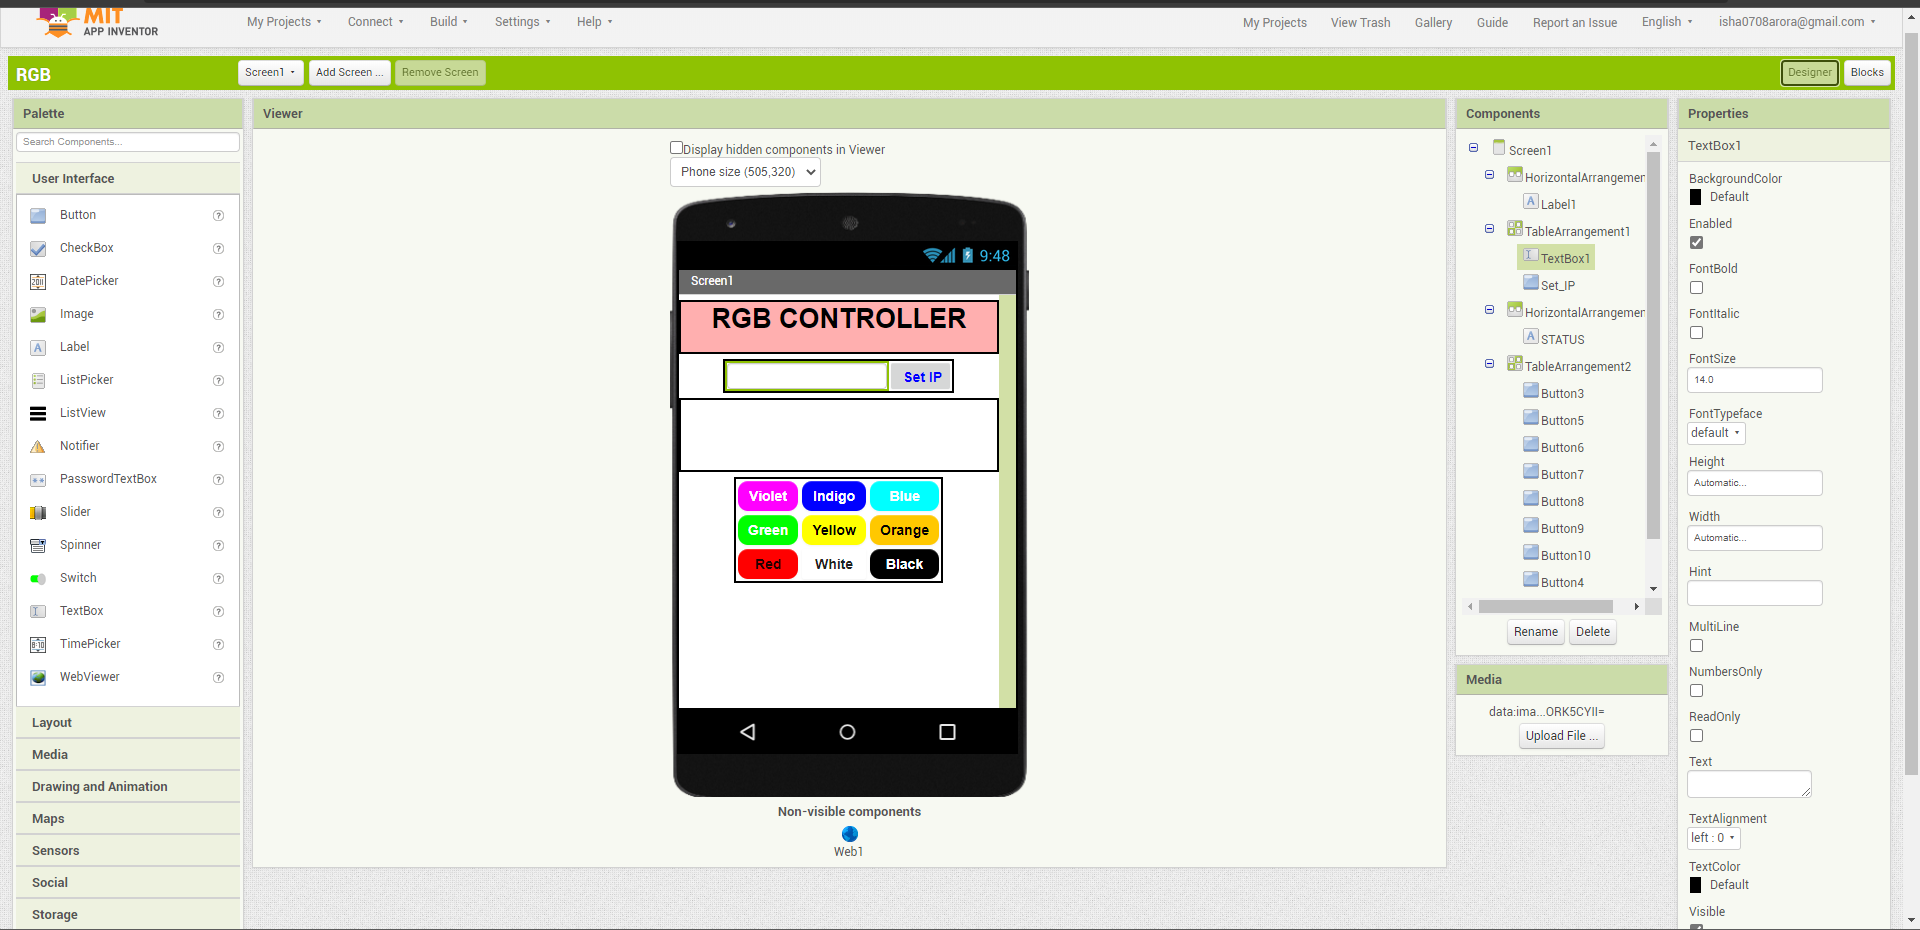 MIT
APP INVENTOR
My Projects
Connect
Build
Settings
Help
My Projects
View Trash
Gallery
Guide
Report an Issue
English
isha0708arora@gmail.com
RGB
Screen1
Add Screen ...
Remove Screen
Designer
Blocks
Palette
Search Components...
User Interface
Button
CheckBox
DatePicker
Image
Label
ListPicker
ListView
Notifier
PasswordTextBox
Slider
Spinner
Switch
TextBox
TimePicker
WebViewer
Layout
Media
Drawing and Animation
Maps
Sensors
Social
Storage
Viewer
Display hidden components in Viewer
Phone size (505,320)
9:48
Screen1
RGB CONTROLLER
Set IP
Violet Indigo Blue
Green Yellow Orange
Red White Black
Non-visible components
Web1
Components
Screen1
HorizontalArrangemen
Label1
TableArrangement1
TextBox1
Set_IP
HorizontalArrangemen
STATUS
TableArrangement2
Button3
Button5
Button6
Button7
Button8
Button9
Button10
Button4
Rename
Delete
Media
data:ima...ORK5CYII=
Upload File ...
Properties
TextBox1
BackgroundColor
Default
Enabled
FontBold
FontItalic
FontSize
14.0
FontTypeface
default
Height
Automatic...
Width
Automatic...
Hint
MultiLine
NumbersOnly
ReadOnly
Text
TextAlignment
left : 0
TextColor
Default
Visible